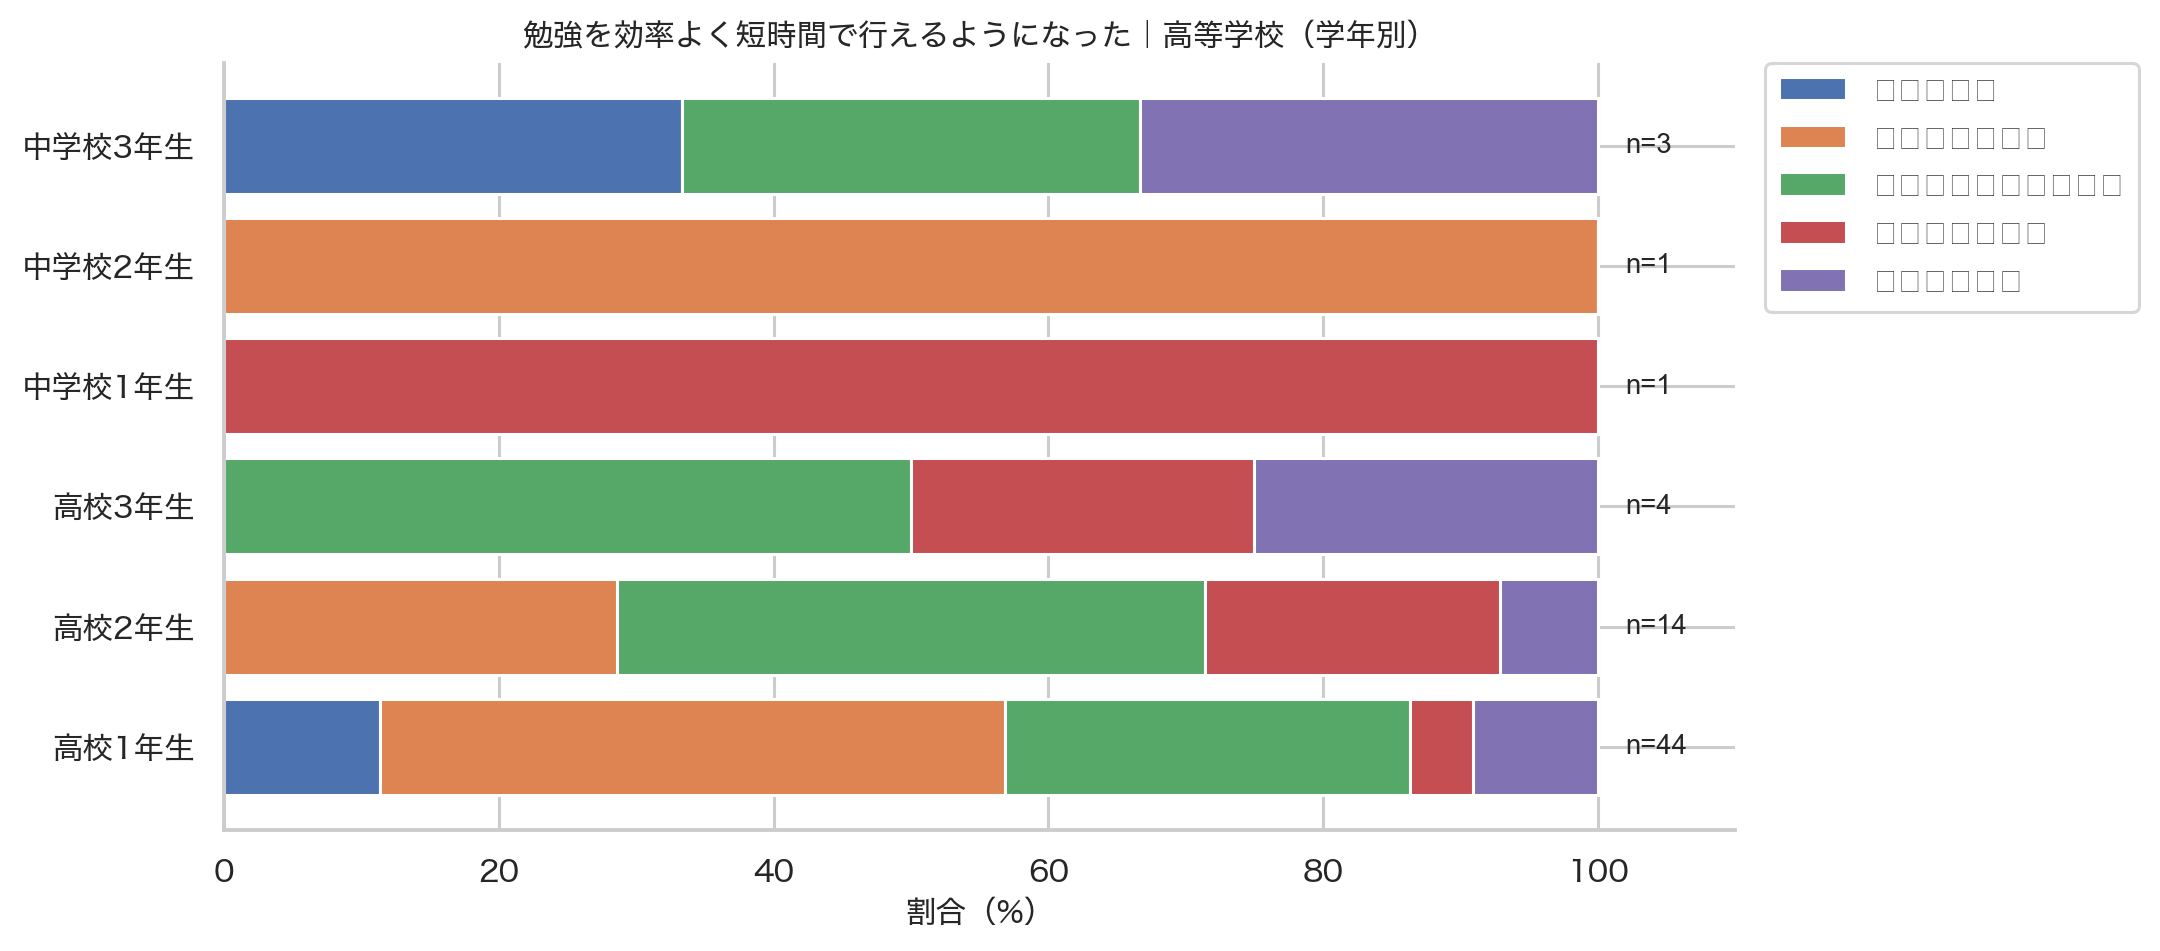 勉強を効率よく短時間で行えるようになった｜高等学校（学年別）
中学校3年生
n=3
中学校2年生
n=1
中学校1年生
n=1
高校3年生
n=4
高校2年生
n=14
高校1年生
n=44
0 20 40 60 80 100
割合（%）